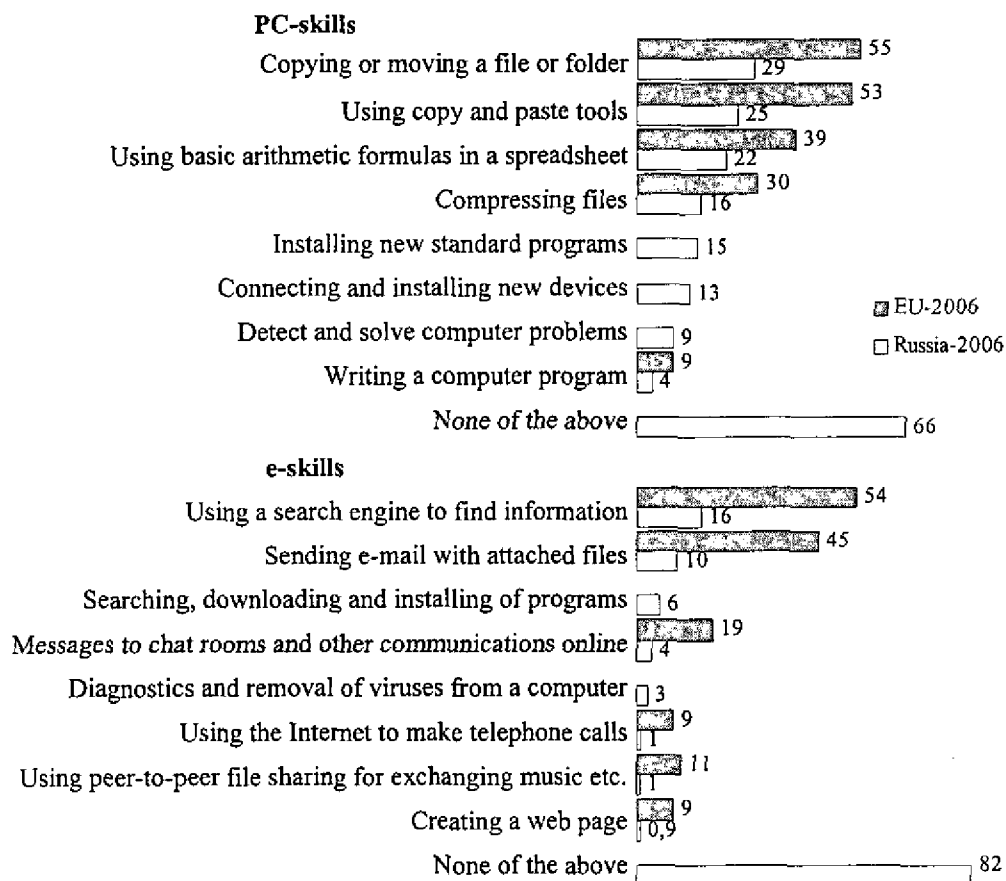 PC-skills
Copying or moving a file or folder 55
29
Using copy and paste tools 53
25
Using basic arithmetic formulas in a spreadsheet 39
22
Compressing files 30
16
Installing new standard programs 15
Connecting and installing new devices 13
EU-2006
Detect and solve computer problems 9
Russia-2006
Writing a computer program 9
4
None of the above 66
e-skills
Using a search engine to find information 54
16
Sending e-mail with attached files 45
10
Searching, downloading and installing of programs 6
Messages to chat rooms and other communications online 19
4
Diagnostics and removal of viruses from a computer 3
Using the Internet to make telephone calls 9
1
Using peer-to-peer file sharing for exchanging music etc. 11
1
Creating a web page 9
0,9
None of the above 82